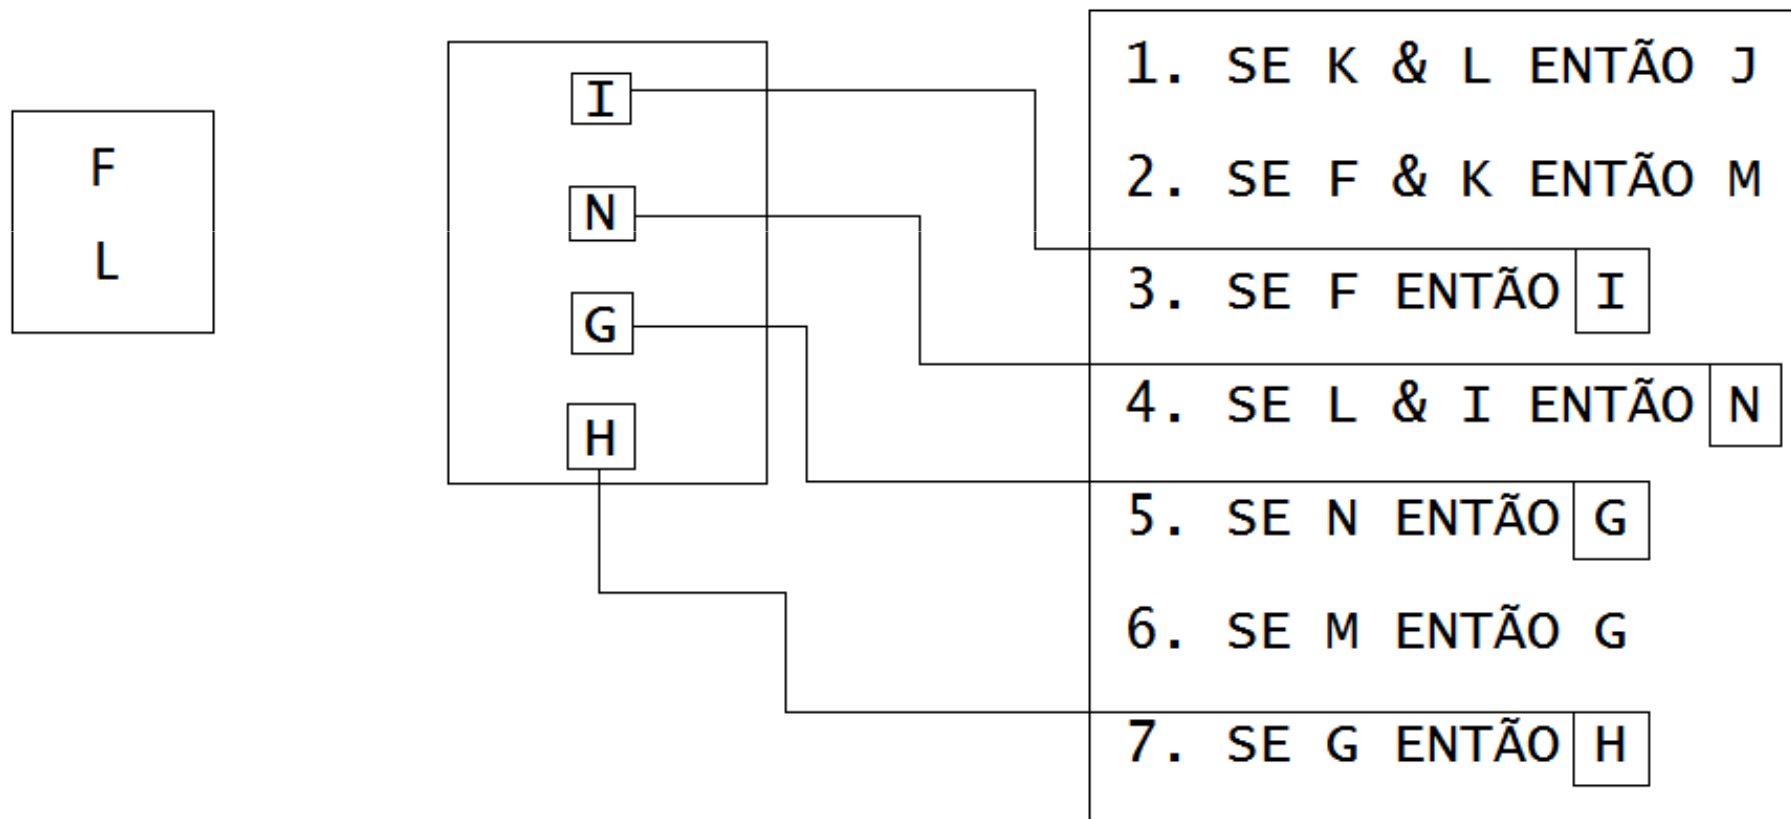 F
L
I
N
G
H
1. SE K & L ENTÃO J
2. SE F & K ENTÃO M
3. SE F ENTÃO I
4. SE L & I ENTÃO N
5. SE N ENTÃO G
6. SE M ENTÃO G
7. SE G ENTÃO H